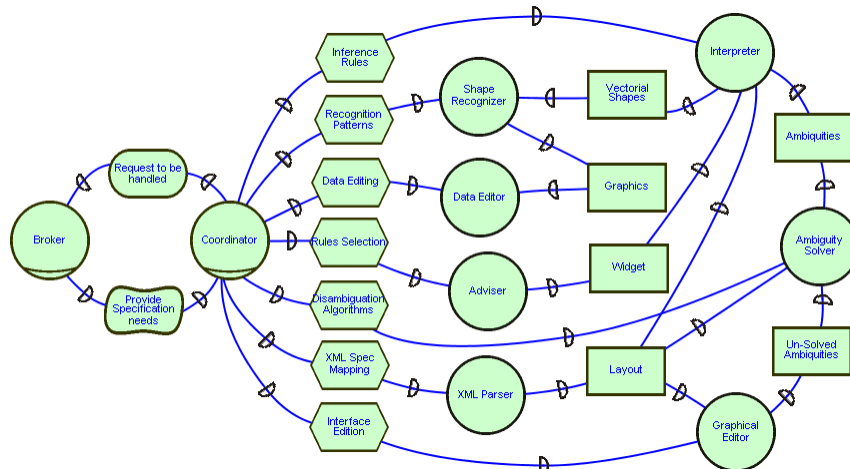 Inference
Rules
Interpreter
Shape
Recognizer
Vectorial
Shapes
Recognition
Patterns
Ambiquities
Request to be
handled
Data Editing
Data Editor
Graphics
Broker
Coordinator
Rules Selection
Ambiguity
Solver
Widget
Adviser
Provide
Specification
needs
Disambiguation
Algorithms
XML Spec
Mapping
XML Parser
Layout
Un-Solved
Ambiquities
Interface
Edition
Graphical
Editor